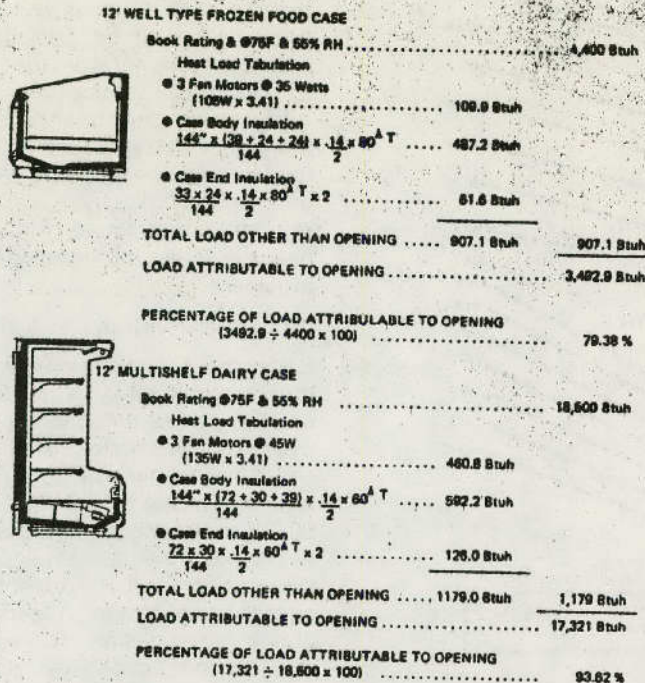 12' WELL TYPE FROZEN FOOD CASE
Book Rating & @75F & 55% RH .......................................... 4,400 Btuh
Heat Load Tabulation
● 3 Fan Motors @ 35 Watts
(105W x 3.41) ......................... 109.9 Btuh
● Case Body Insulation
144" x (39 + 24 + 24) x .14 x 80Δ T ..... 487.2 Btuh
144 2
● Case End Insulation
33 x 24 x .14 x 80Δ T x 2 ............. 61.6 Btuh
144 2
TOTAL LOAD OTHER THAN OPENING ..... 907.1 Btuh 907.1 Btuh
LOAD ATTRIBUTABLE TO OPENING ........................ 3,492.9 Btuh
PERCENTAGE OF LOAD ATTRIBULABLE TO OPENING
(3492.9 ÷ 4400 x 100) ......................... 79.38 %
12' MULTISHELF DAIRY CASE
Book Rating @75F & 55% RH .................................. 18,500 Btuh
Heat Load Tabulation
● 3 Fan Motors @ 45W
(135W x 3.41) ......................... 460.8 Btuh
● Case Body Insulation
144" x (72 + 30 + 39) x .14 x 60Δ T ..... 592.2 Btuh
144 2
● Case End Insulation
72 x 30 x .14 x 60Δ T x 2 ............. 126.0 Btuh
144 2
TOTAL LOAD OTHER THAN OPENING ..... 1179.0 Btuh 1,179 Btuh
LOAD ATTRIBUTABLE TO OPENING ......................... 17,321 Btuh
PERCENTAGE OF LOAD ATTRIBUTABLE TO OPENING
(17,321 ÷ 18,500 x 100) ......................... 93.62 %